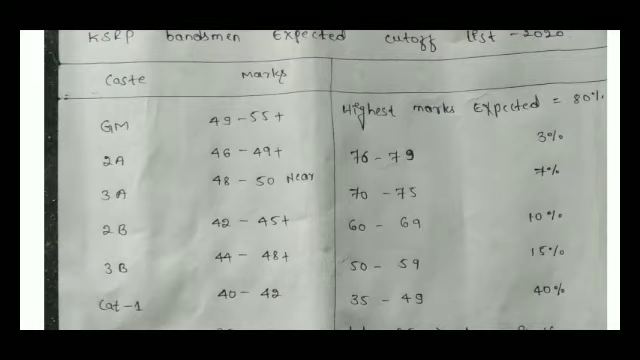 KSRP bandsmen Expected cutoff list - 2020
Caste Marks
Highest marks Expected = 80%.
GM 49 - 55 +
3%
2A 46 - 49 + 76 - 79
7%
3A 48 - 50 Near 70 - 75
10%
2B 42 - 45 + 60 - 69
15%
3B 44 - 48 + 50 - 59
40%
Cat -1 40 - 42 35 - 49